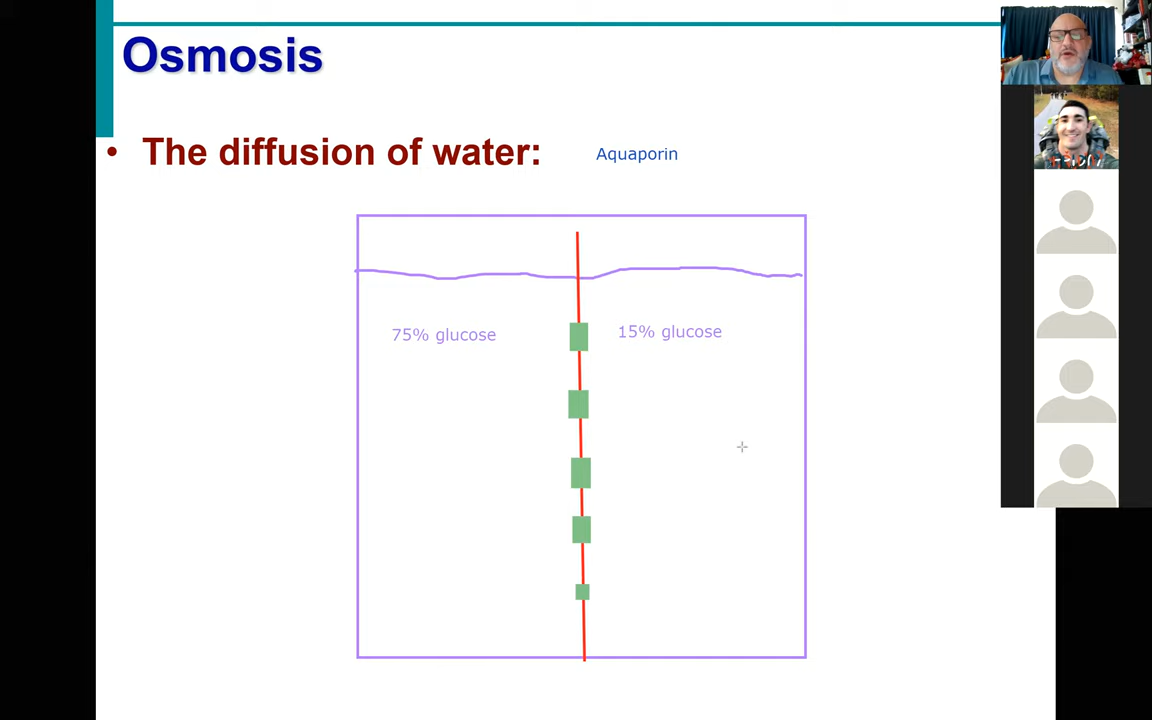 Osmosis
• The diffusion of water:
Aquaporin
75% glucose
15% glucose